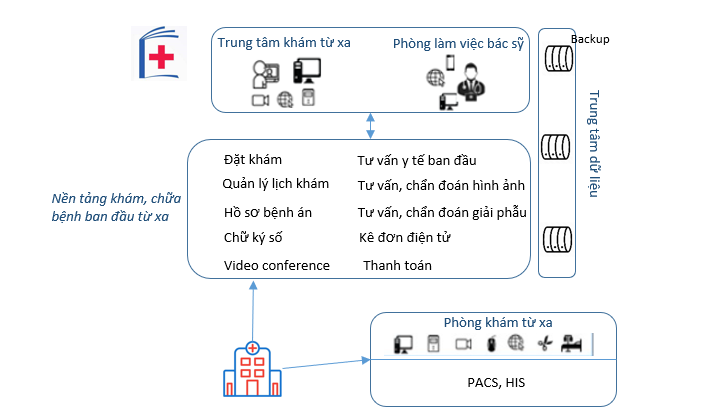 Trung tâm khám từ xa
Phòng làm việc bác sỹ
Backup
Trung tâm dữ liệu
Nền tảng khám, chữa
bệnh ban đầu từ xa
Đặt khám
Tư vấn y tế ban đầu
Quản lý lịch khám
Tư vấn, chẩn đoán hình ảnh
Hồ sơ bệnh án
Tư vấn, chẩn đoán giải phẫu
Chữ ký số
Kê đơn điện tử
Video conference
Thanh toán
Phòng khám từ xa
PACS, HIS